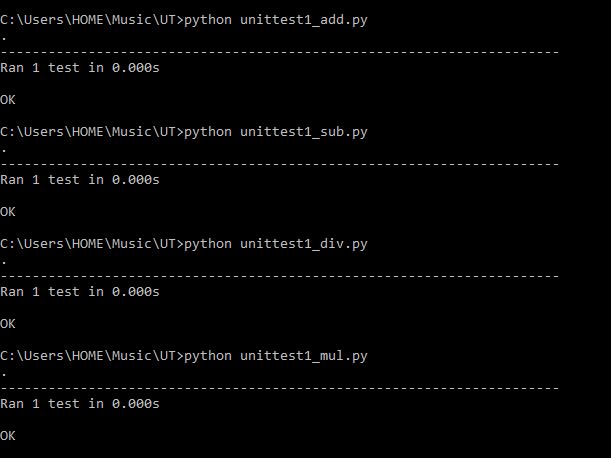 C:\Users\HOME\Music\UT>python unittest1_add.py
.
----------------------------------------------------------------------
Ran 1 test in 0.000s
OK
C:\Users\HOME\Music\UT>python unittest1_sub.py
.
----------------------------------------------------------------------
Ran 1 test in 0.000s
OK
C:\Users\HOME\Music\UT>python unittest1_div.py
.
----------------------------------------------------------------------
Ran 1 test in 0.000s
OK
C:\Users\HOME\Music\UT>python unittest1_mul.py
.
----------------------------------------------------------------------
Ran 1 test in 0.000s
OK